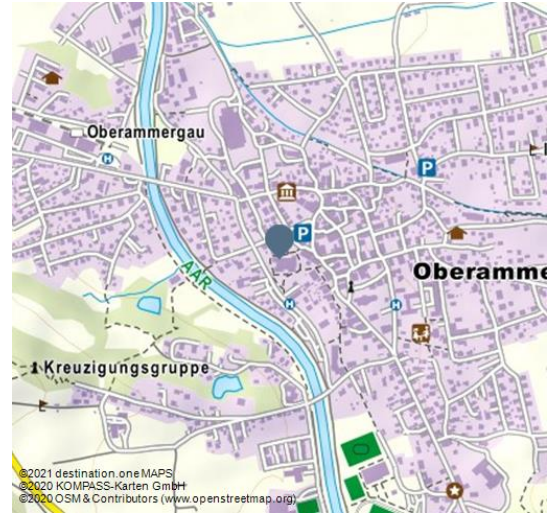 Oberammergau
P
H
P
AAR
Oberamme
H
H
Kreuzigungsgruppe
©2021 destination.one MAPS
©2020 KOMPASS-Karten GmbH
©2020 OSM & Contributors (www.openstreetmap.org)